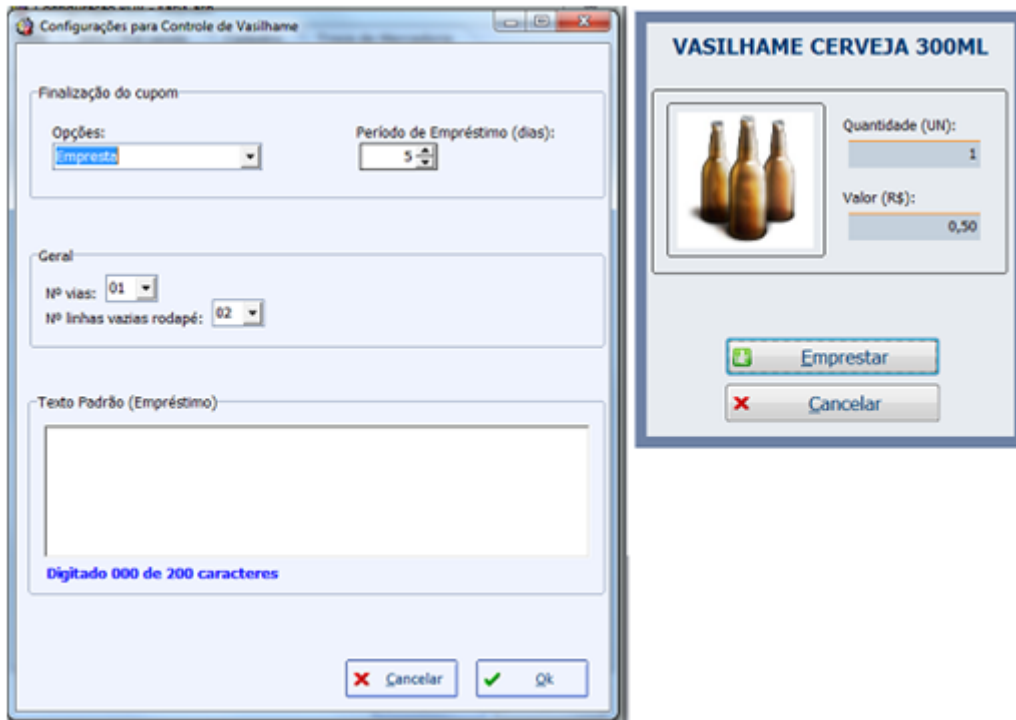 Configurações para Controle de Vasilhame
Finalização do cupom
Opções:
Empresta
Período de Empréstimo (dias):
5
Geral
Nº vias: 01
Nº linhas vazias rodapé: 02
Texto Padrão (Empréstimo)
Digitado 000 de 200 caracteres
Cancelar
Ok
VASILHAME CERVEJA 300ML
Quantidade (UN):
1
Valor (R$):
0,50
Emprestar
Cancelar